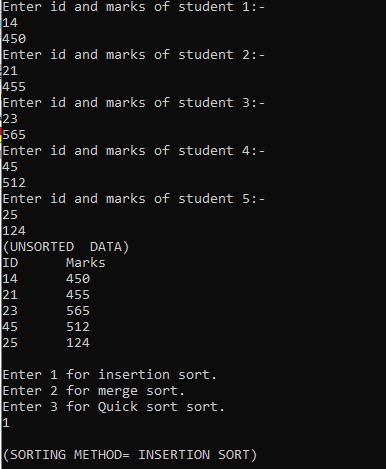 Enter id and marks of student 1:-
14
450
Enter id and marks of student 2:-
21
455
Enter id and marks of student 3:-
23
565
Enter id and marks of student 4:-
45
512
Enter id and marks of student 5:-
25
124
(UNSORTED  DATA)
ID      Marks
14      450
21      455
23      565
45      512
25      124
Enter 1 for insertion sort.
Enter 2 for merge sort.
Enter 3 for Quick sort sort.
1
(SORTING METHOD= INSERTION SORT)